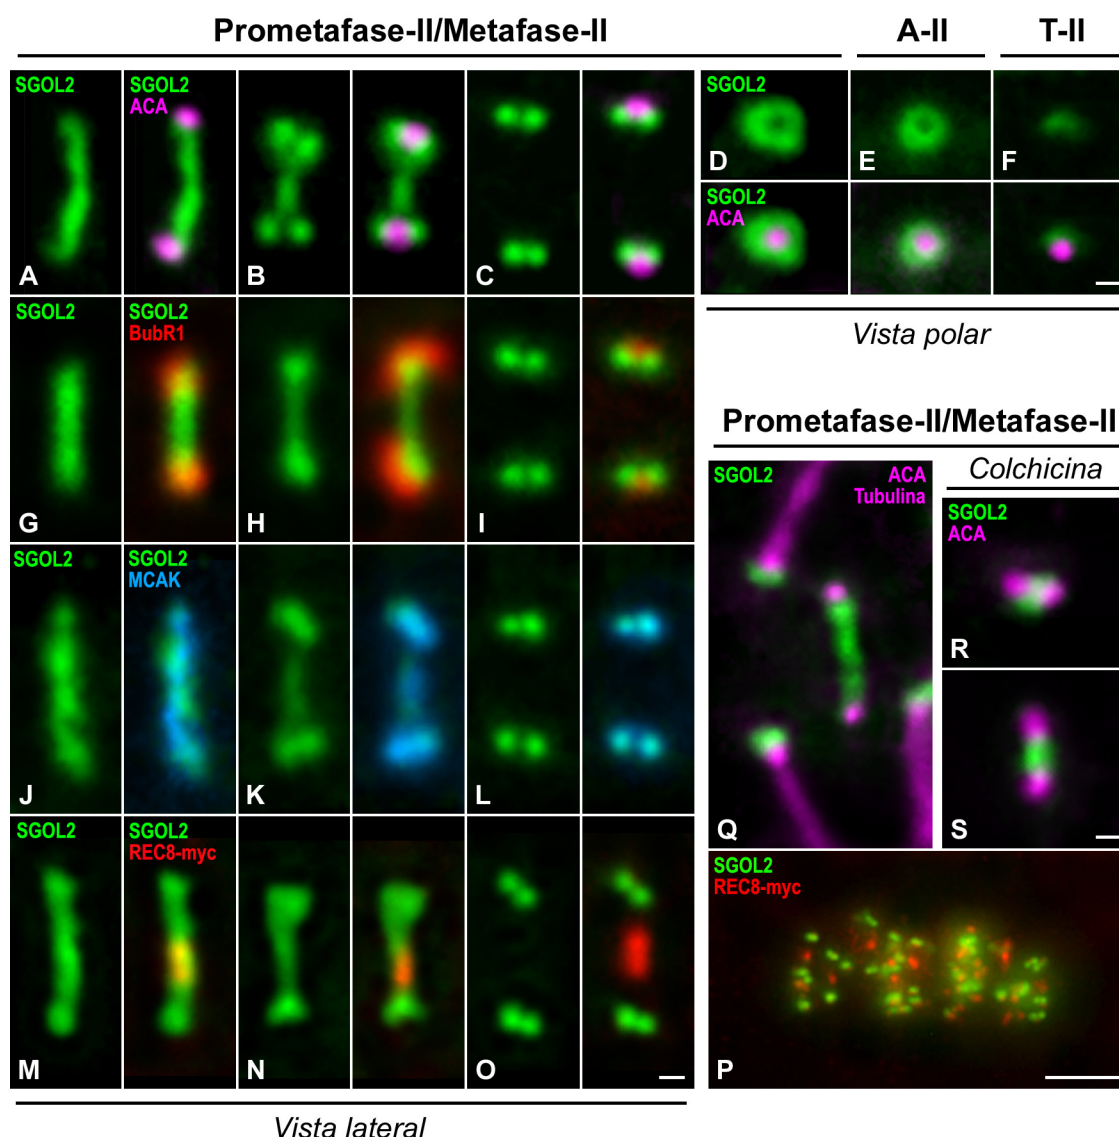 Prometafase-II/Metafase-II
A-II
T-II
SGOL2
SGOL2
ACA
A
B
C
SGOL2
D
E
F
SGOL2
ACA
Vista polar
SGOL2
SGOL2
BubR1
G
H
I
Prometafase-II/Metafase-II
Colchicina
SGOL2
ACA
Tubulina
SGOL2
ACA
Q
R
S
SGOL2
SGOL2
MCAK
J
K
L
SGOL2
SGOL2
REC8-myc
M
N
O
SGOL2
REC8-myc
P
Vista lateral